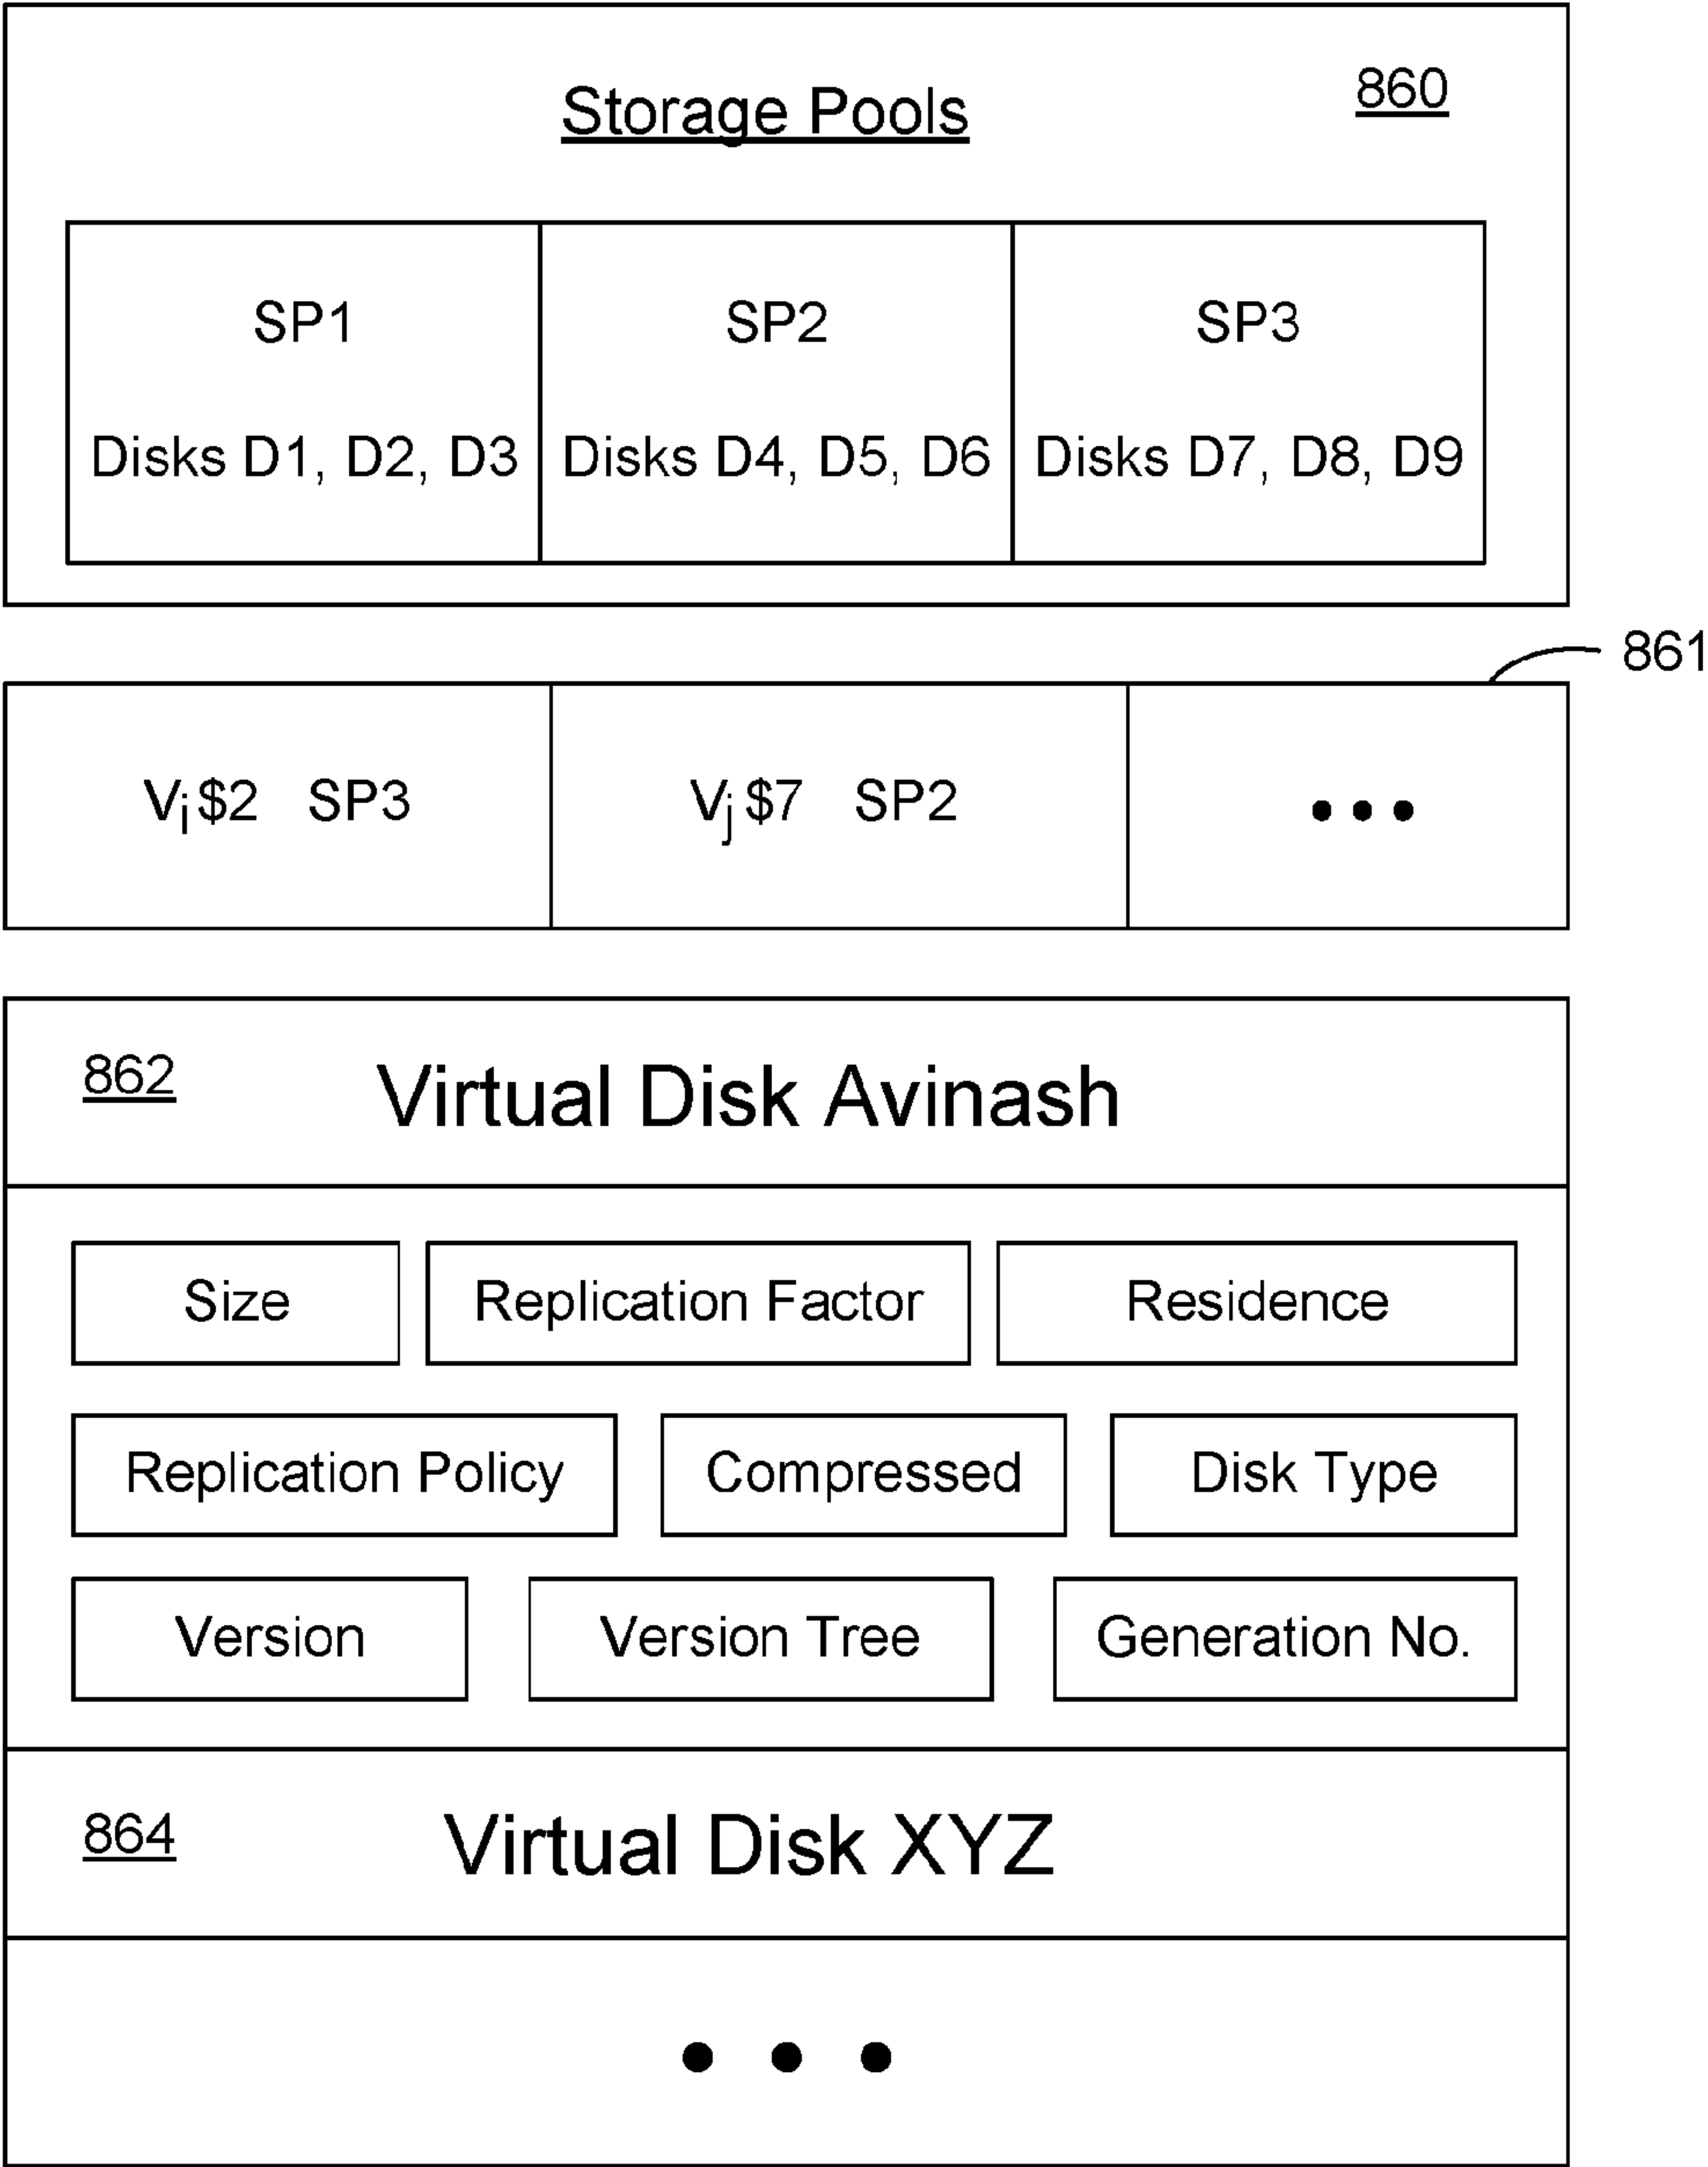 Storage Pools
860
SP1
SP2
SP3
Disks D1, D2, D3
Disks D4, D5, D6
Disks D7, D8, D9
861
Vi$2 SP3
Vj$7 SP2
•••
862
Virtual Disk Avinash
Size
Replication Factor
Residence
Replication Policy
Compressed
Disk Type
Version
Version Tree
Generation No.
864
Virtual Disk XYZ
• • •